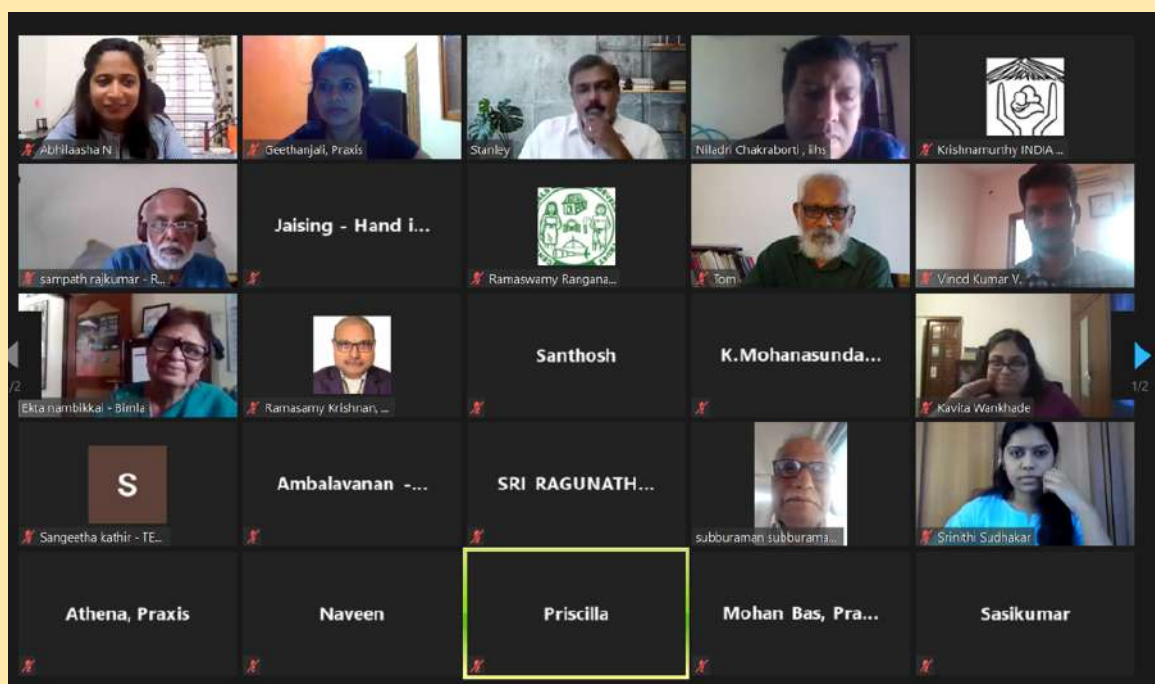 Abhilaasha N
Geethanjali, Praxis
Stanley
Niladri Chakraborti , iihs
Krishnamurthy INDIA ...
sampath rajkumar - R...
Jaising - Hand i...
Ramaswamy Rangana...
Tom
Vinod Kumar V.
Ekta nambikkai - Bimla
Ramasamy Krishnan, ...
Santhosh
K.Mohanasunda...
Kavita Wankhade
/2
1/2
S
Sangeetha kathir - TE...
Ambalavanan -...
SRI RAGUNATH...
subburaman subburama...
Srinithi Sudhakar
Athena, Praxis
Naveen
Priscilla
Mohan Bas, Pra...
Sasikumar